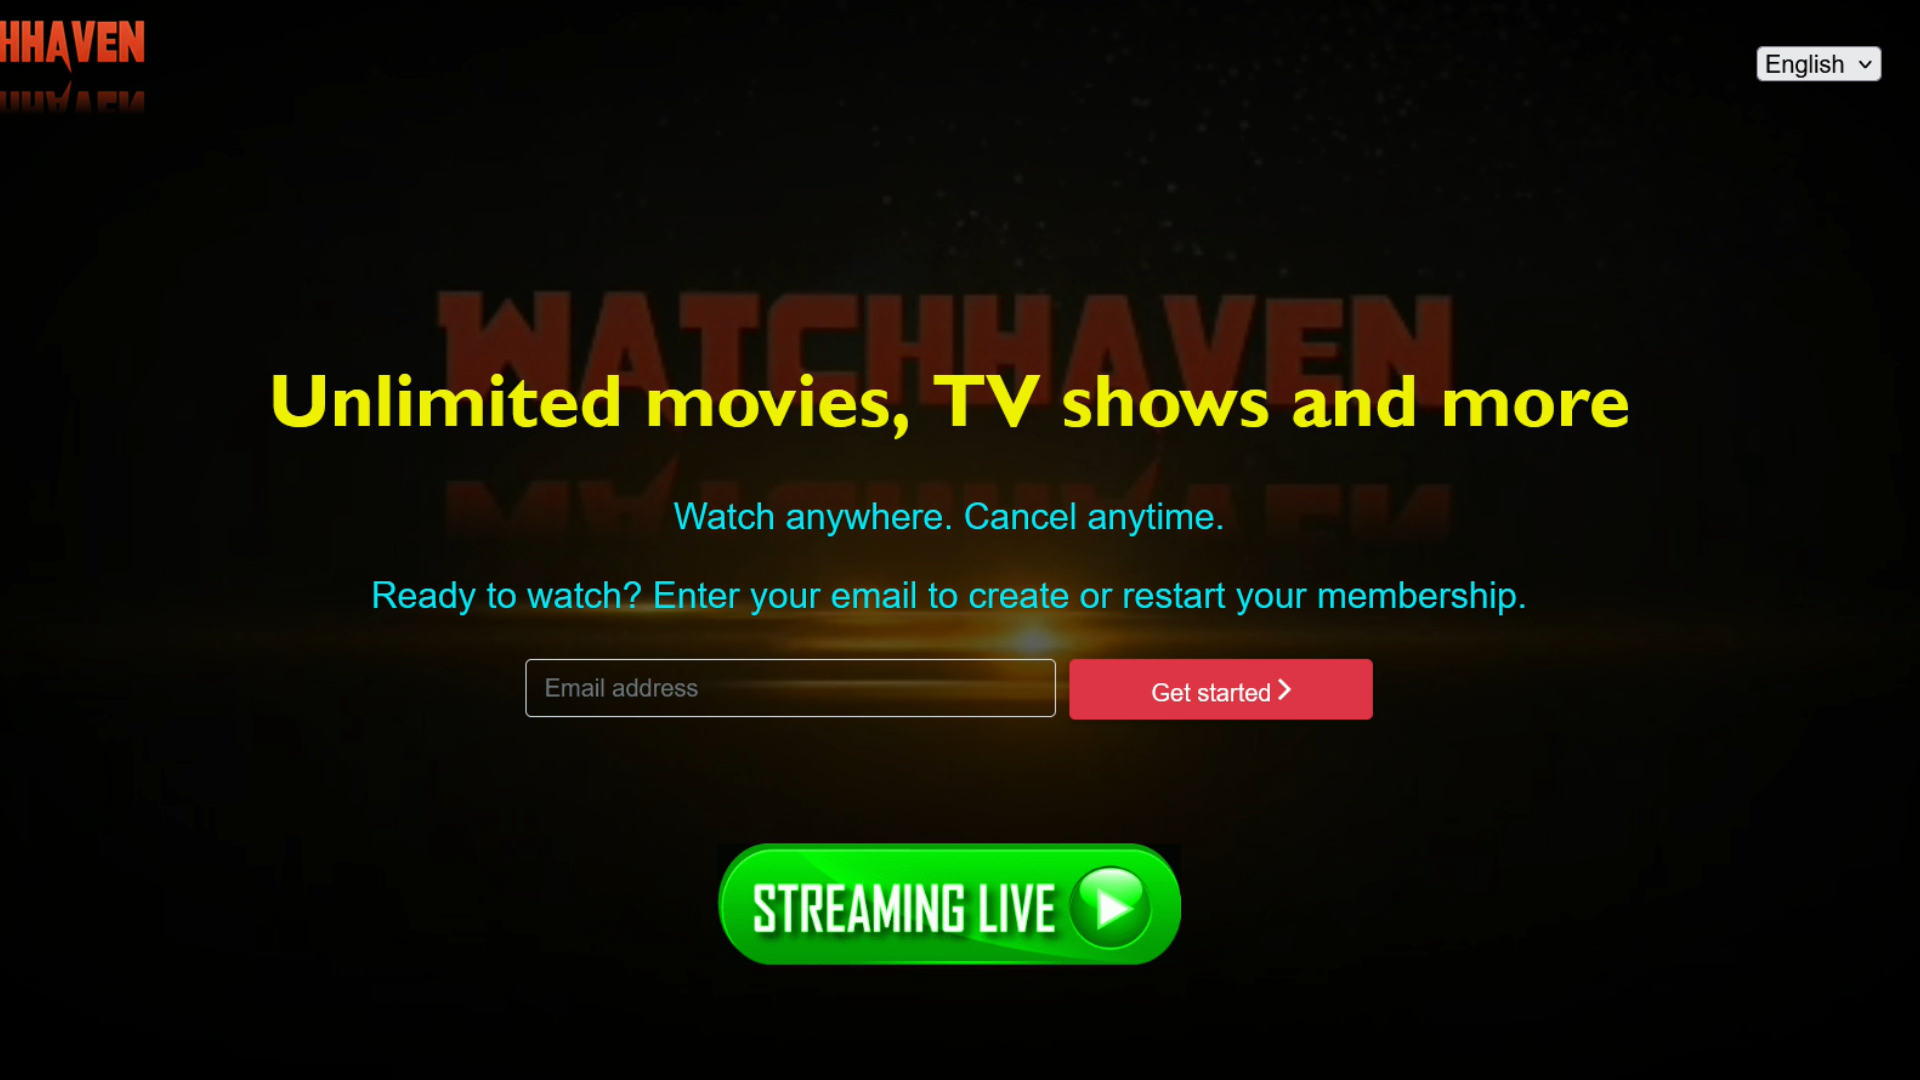 HHAVEN
English
WATCHHAVEN
Unlimited movies, TV shows and more
Watch anywhere. Cancel anytime.
Ready to watch? Enter your email to create or restart your membership.
Email address
Get started
STREAMING LIVE